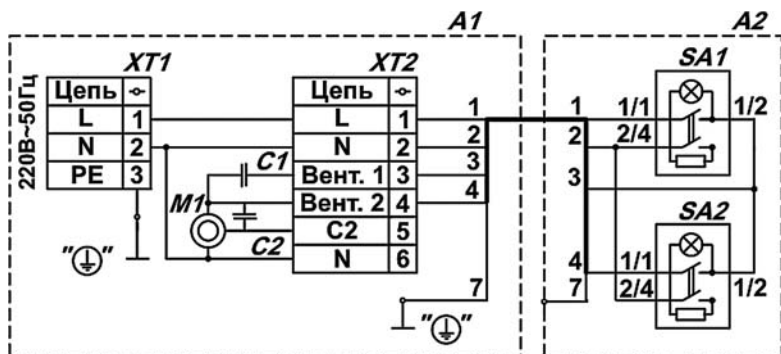 A1
A2
220В~50Гц
XT1
Цепь
L 1
N 2
PE 3
"⏚"
M1
C1
C2
XT2
Цепь
L 1
N 2
Вент. 1 3
Вент. 2 4
C2 5
N 6
1
2
3
4
7
"⏚"
1
2
3
4
7
SA1
1/1
2/4
1/2
SA2
1/1
2/4
1/2